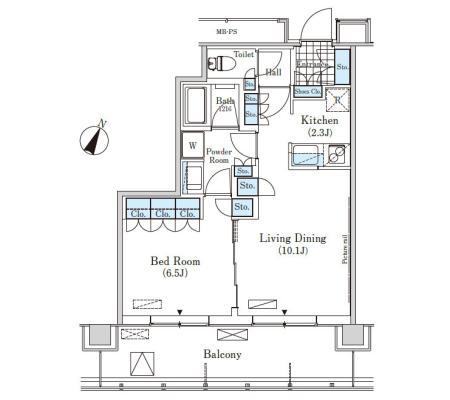 MB·PS
Toilet
Hall
Entrance
Sto.
Sto.
Shoes Clo.
Bath
1216
Sto.
Sto.
R
Kitchen
(2.3J)
W
Powder
Room
Sto.
Sto.
Sto.
Clo.
Clo.
Clo.
Living Dining
(10.1J)
Picture rail
Bed Room
(6.5J)
Balcony